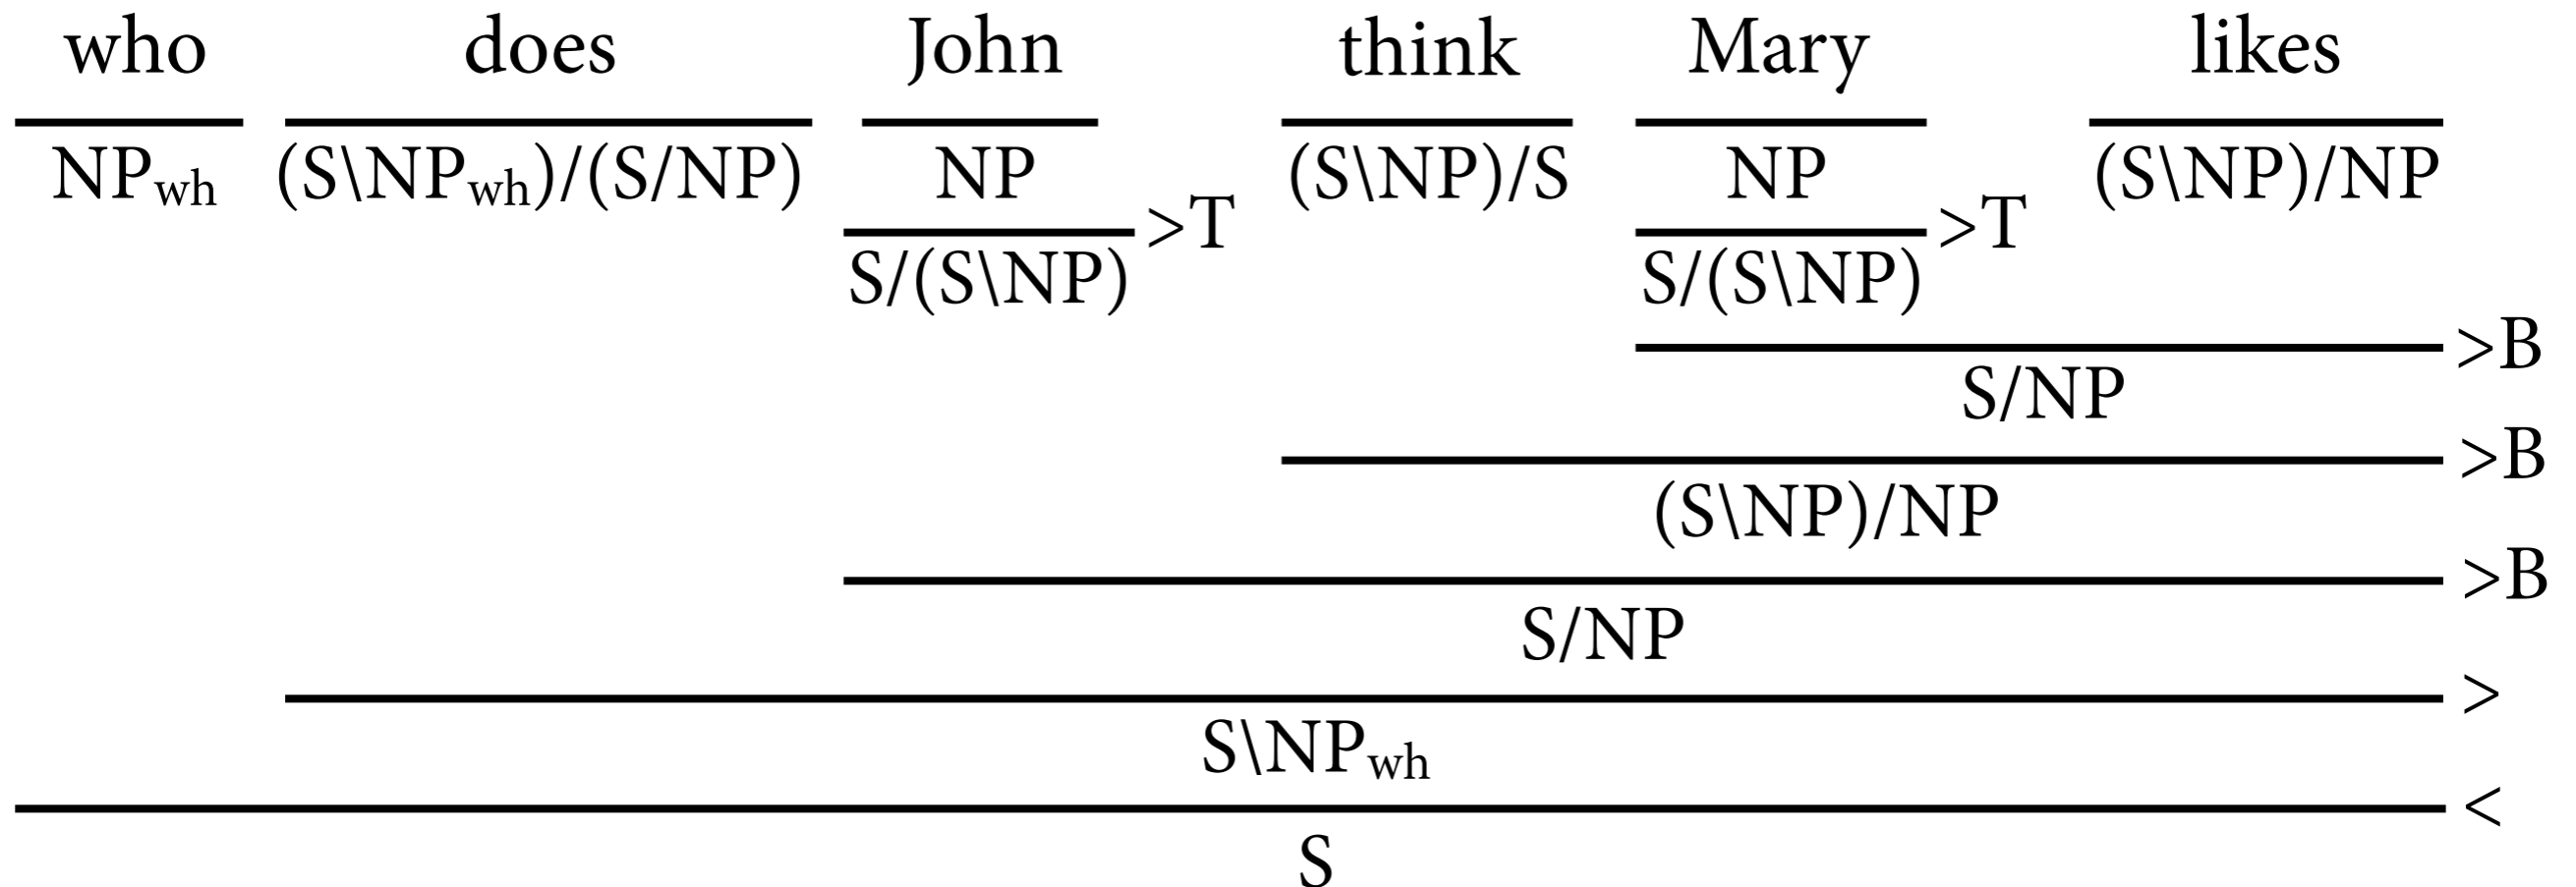 who does John think Mary likes
NPwh (S\NPwh)/(S/NP) NP (S\NP)/S NP (S\NP)/NP
>T >T
S/(S\NP) S/(S\NP)
>B
S/NP
>B
(S\NP)/NP
>B
S/NP
>
S\NPwh
<
S